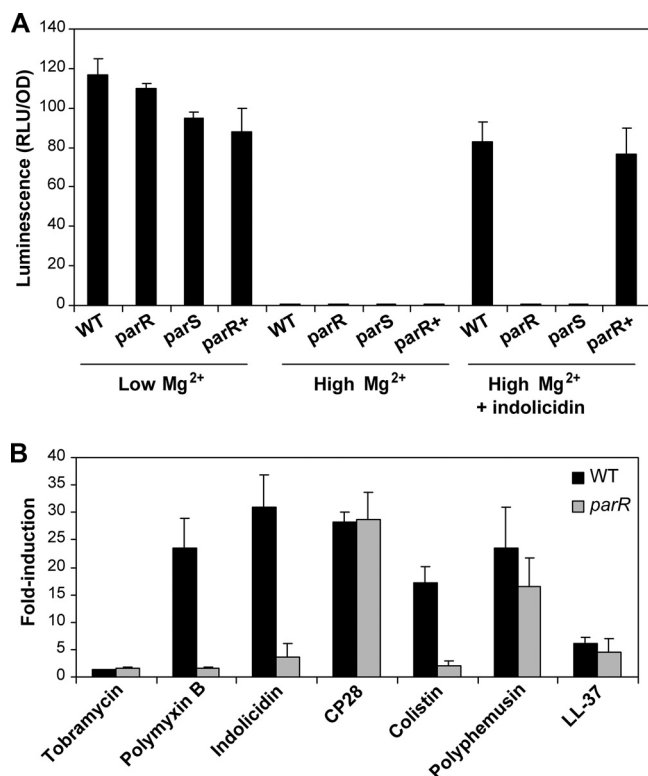 A
Luminescence (RLU/OD)
140
120
100
80
60
40
20
0
WT parR parS parR+ WT parR parS parR+ WT parR parS parR+
Low Mg2+ High Mg2+ High Mg2+
+ indolicidin
B
Fold-induction
40
35
30
25
20
15
10
5
0
WT
parR
Tobramycin Polymyxin B Indolicidin CP28 Colistin Polyphemusin LL-37